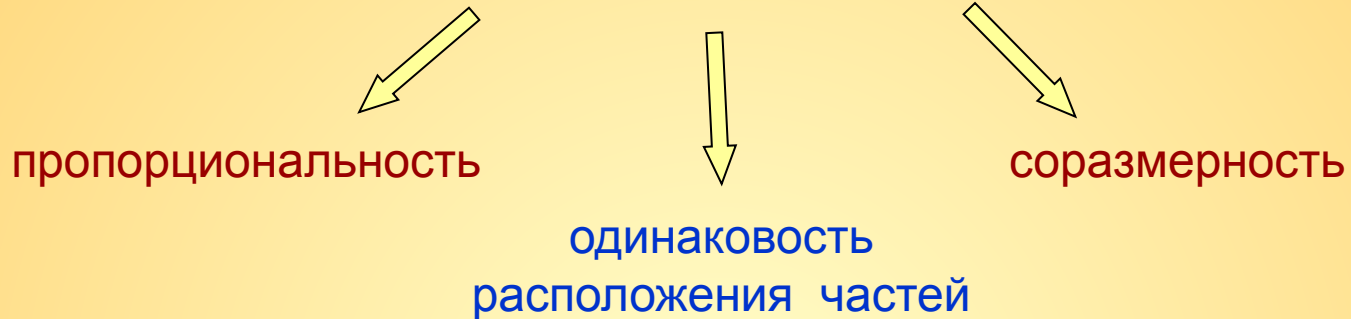 пропорциональность
соразмерность
одинаковость
расположения частей